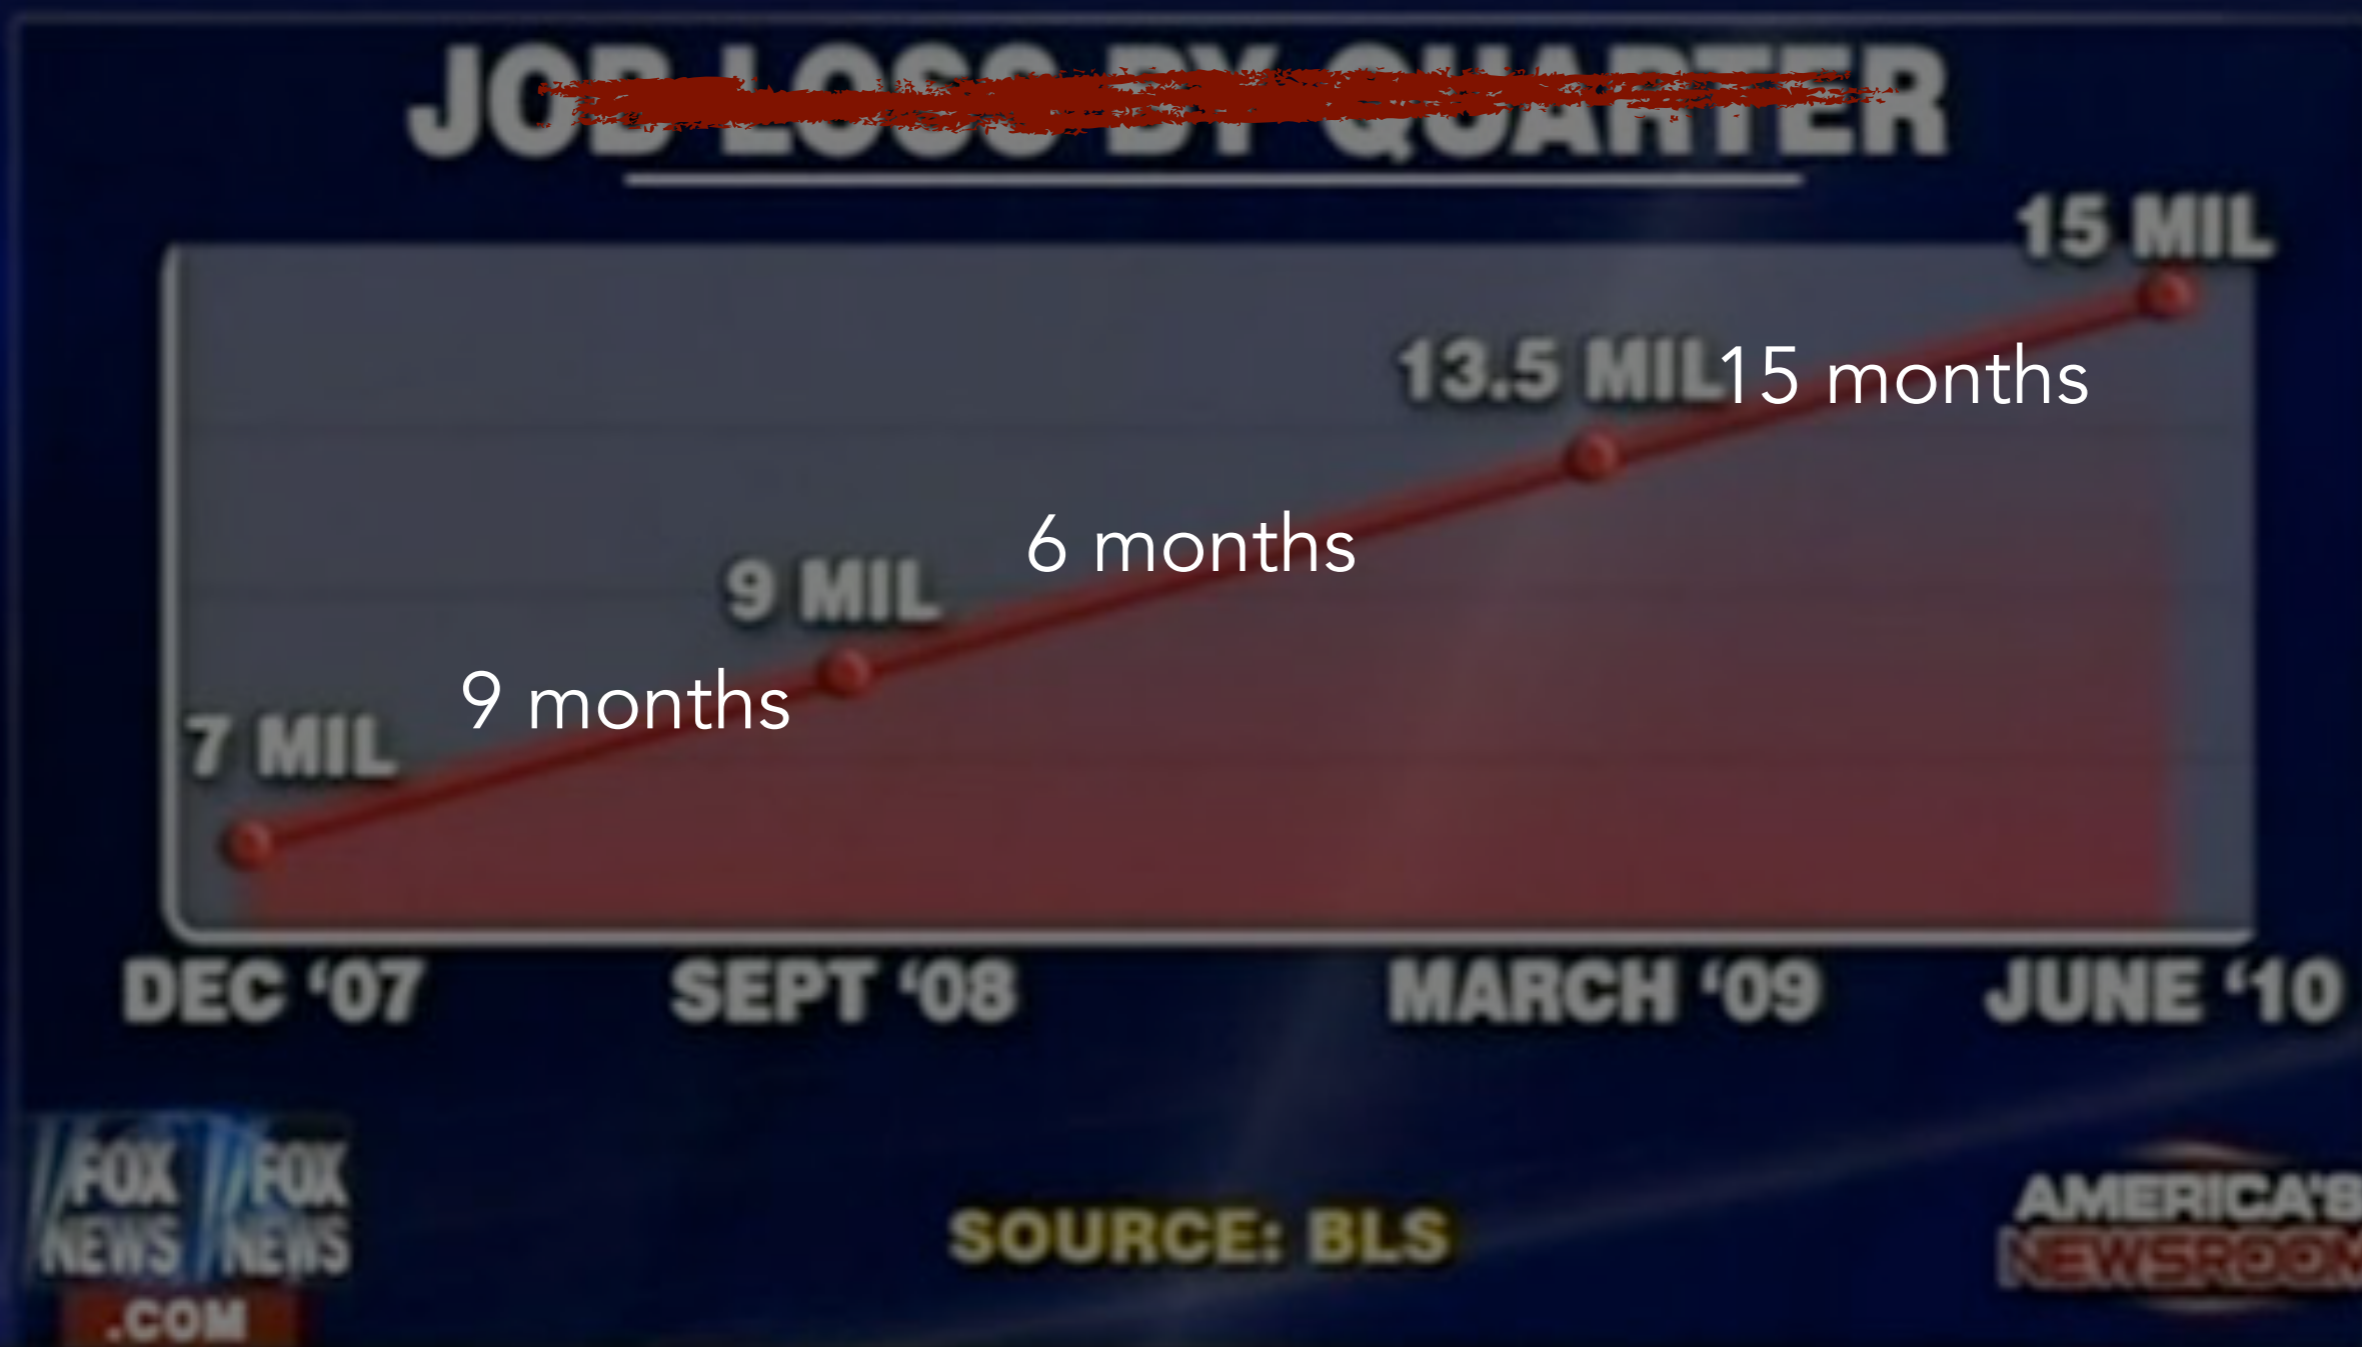 JOB LOSS BY QUARTER
15 MIL
13.5 MIL
15 months
6 months
9 MIL
9 months
7 MIL
DEC ‘07 SEPT ‘08 MARCH ‘09 JUNE ‘10
FOX NEWS
FOX NEWS
.COM
SOURCE: BLS
AMERICA'S
NEWSROOM